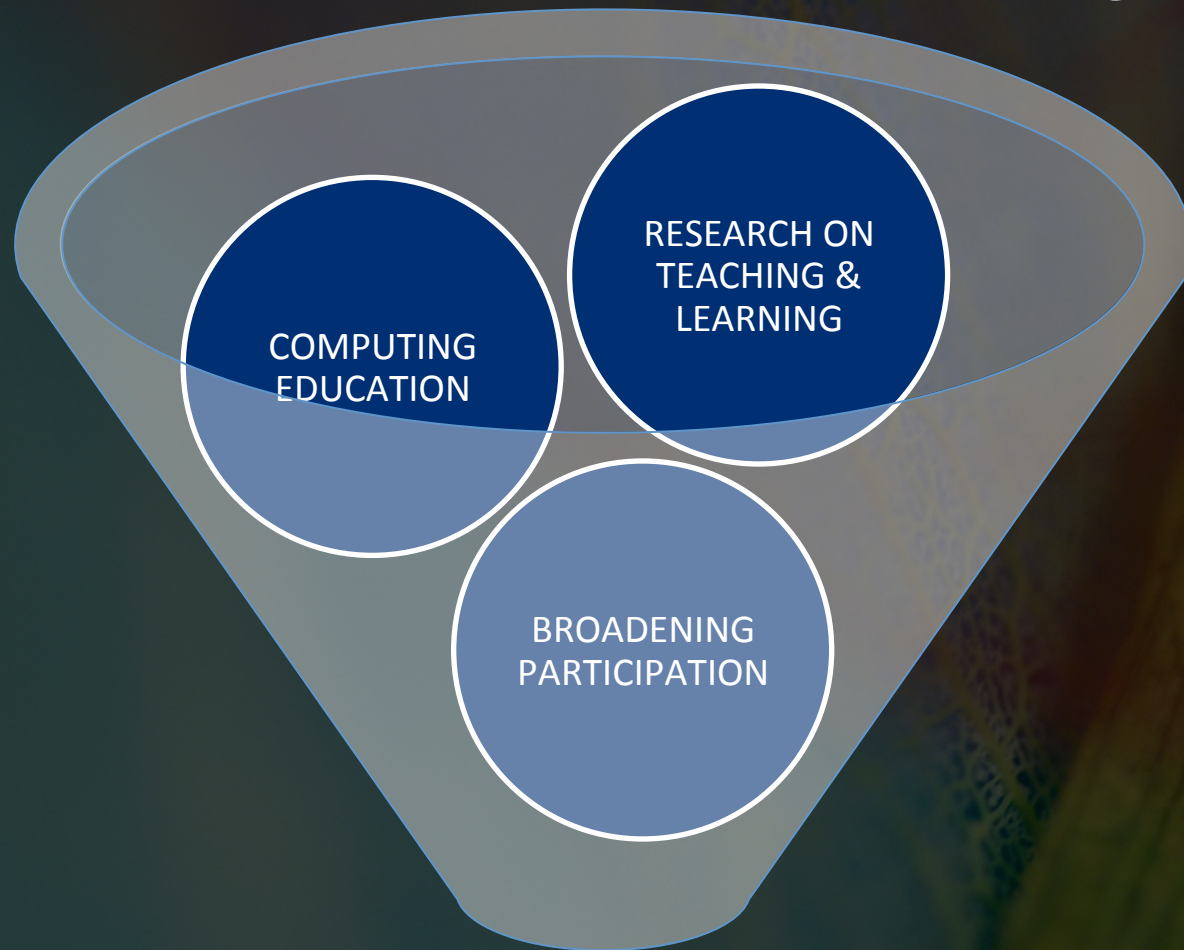 RESEARCH ON
TEACHING &
LEARNING
COMPUTING
EDUCATION
BROADENING
PARTICIPATION